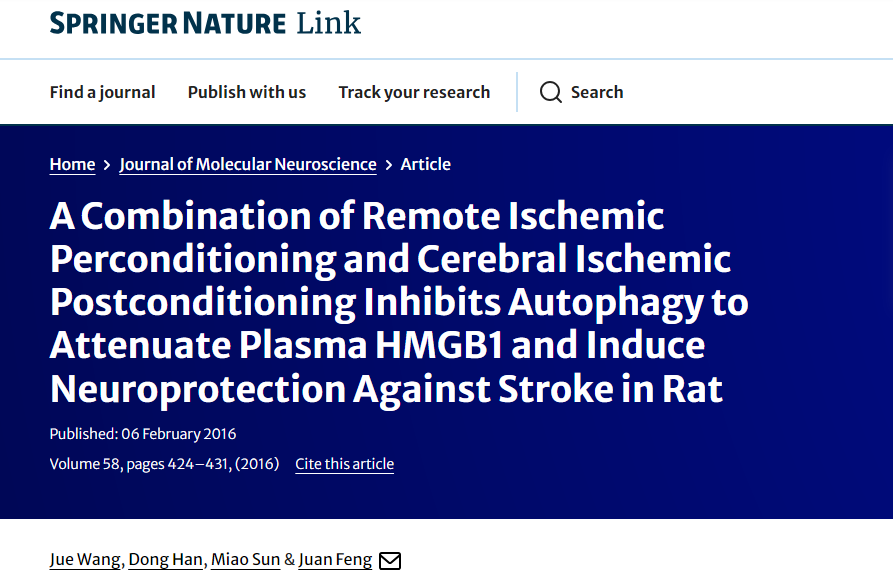 SPRINGER NATURE Link
Find a journal Publish with us Track your research Search
Home > Journal of Molecular Neuroscience > Article
A Combination of Remote Ischemic
Perconditioning and Cerebral Ischemic
Postconditioning Inhibits Autophagy to
Attenuate Plasma HMGB1 and Induce
Neuroprotection Against Stroke in Rat
Published: 06 February 2016
Volume 58, pages 424–431, (2016) Cite this article
Jue Wang, Dong Han, Miao Sun & Juan Feng